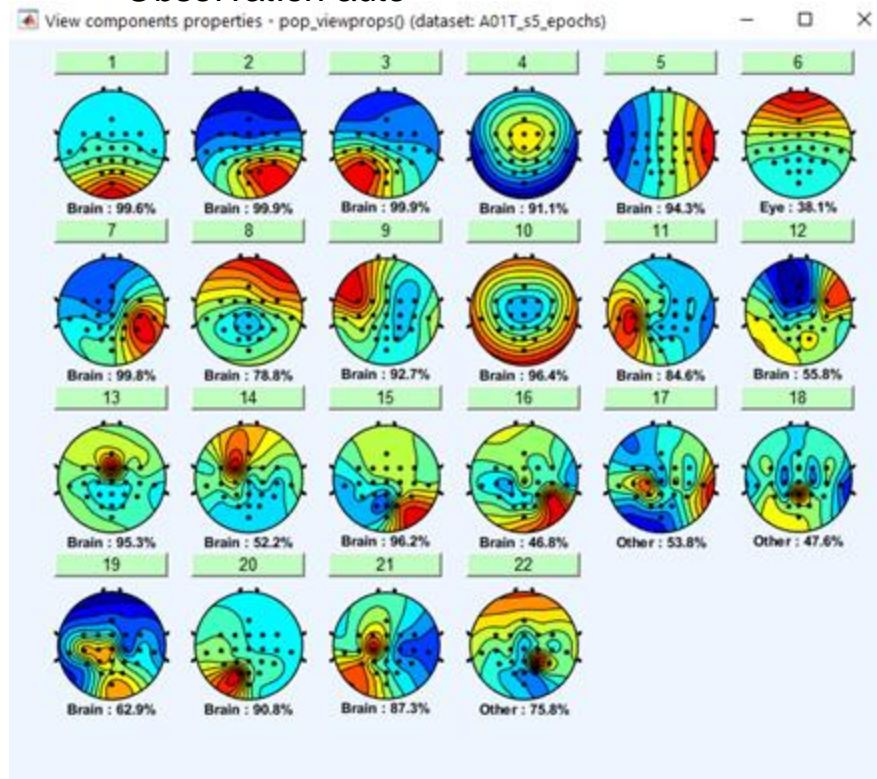 View components properties - pop_viewprops() (dataset: A01T_s5_epochs)
1 2 3 4 5 6
Brain : 99.6% Brain : 99.9% Brain : 99.9% Brain : 91.1% Brain : 94.3% Eye : 38.1%
7 8 9 10 11 12
Brain : 99.8% Brain : 78.8% Brain : 92.7% Brain : 96.4% Brain : 84.6% Brain : 55.8%
13 14 15 16 17 18
Brain : 95.3% Brain : 52.2% Brain : 96.2% Brain : 46.8% Other : 53.8% Other : 47.6%
19 20 21 22
Brain : 62.9% Brain : 90.8% Brain : 87.3% Other : 75.8%